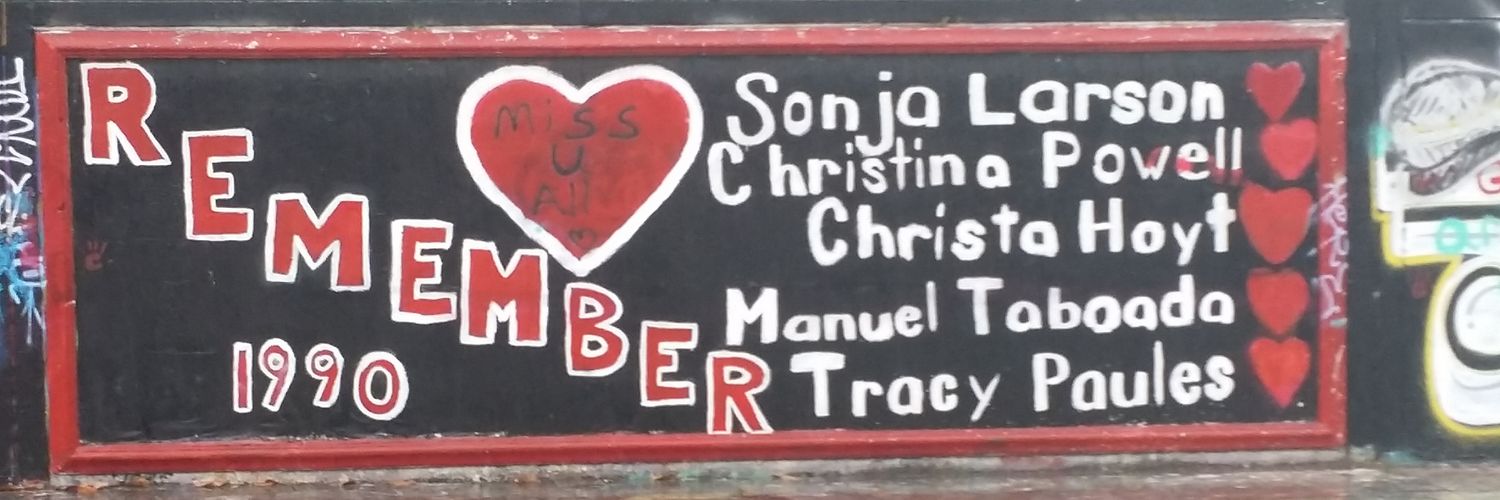 REMEMBER
1990
Miss
U
All
Sonja Larson
Christina Powell
Christa Hoyt
Manuel Taboada
Tracy Paules